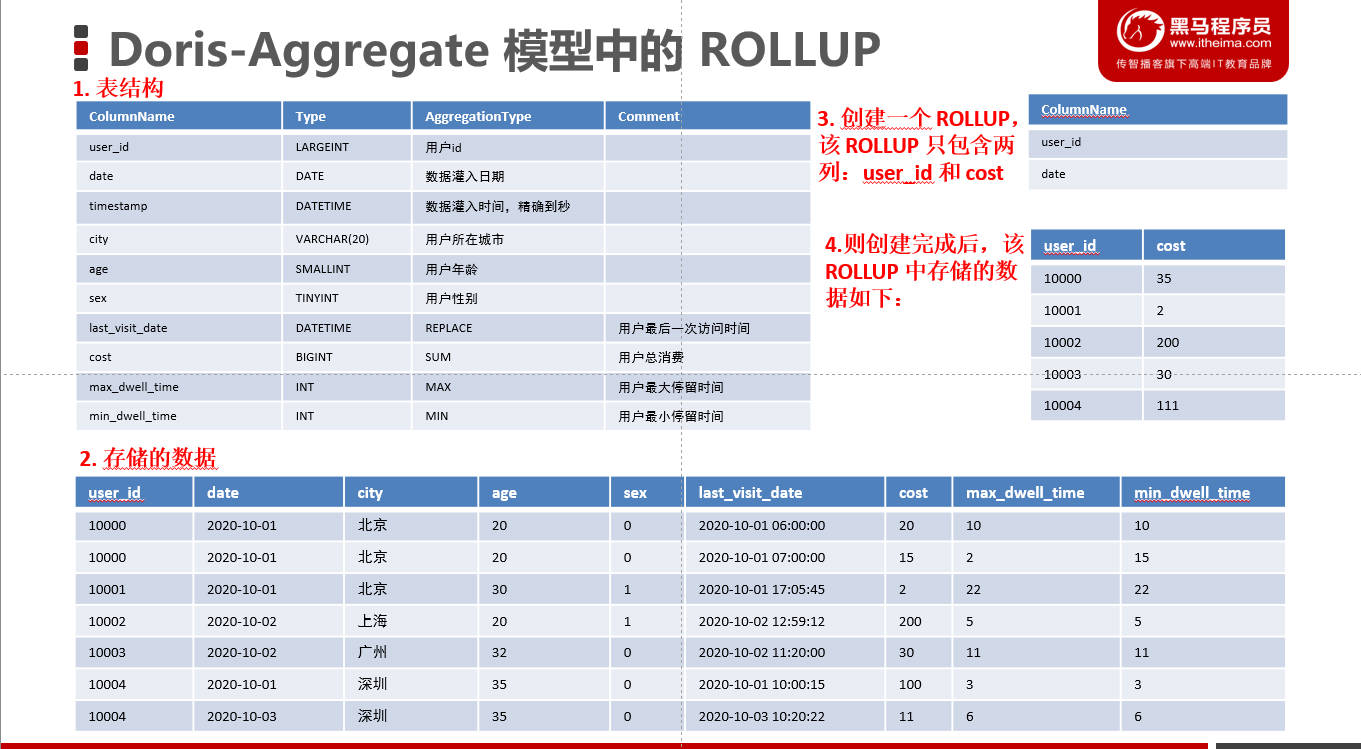 Doris-Aggregate 模型中的 ROLLUP
黑马程序员
www.itheima.com
传智播客旗下高端IT教育品牌
1. 表结构
ColumnName Type AggregationType Comment
user_id LARGEINT 用户id
date DATE 数据灌入日期
timestamp DATETIME 数据灌入时间，精确到秒
city VARCHAR(20) 用户所在城市
age SMALLINT 用户年龄
sex TINYINT 用户性别
last_visit_date DATETIME REPLACE 用户最后一次访问时间
cost BIGINT SUM 用户总消费
max_dwell_time INT MAX 用户最大停留时间
min_dwell_time INT MIN 用户最小停留时间
3. 创建一个 ROLLUP，
该 ROLLUP 只包含两
列：user_id 和 cost
ColumnName
user_id
date
4.则创建完成后，该
ROLLUP 中存储的数
据如下：
user_id cost
10000 35
10001 2
10002 200
10003 30
10004 111
2. 存储的数据
user_id date city age sex last_visit_date cost max_dwell_time min_dwell_time
10000 2020-10-01 北京 20 0 2020-10-01 06:00:00 20 10 10
10000 2020-10-01 北京 20 0 2020-10-01 07:00:00 15 2 15
10001 2020-10-01 北京 30 1 2020-10-01 17:05:45 2 22 22
10002 2020-10-02 上海 20 1 2020-10-02 12:59:12 200 5 5
10003 2020-10-02 广州 32 0 2020-10-02 11:20:00 30 11 11
10004 2020-10-01 深圳 35 0 2020-10-01 10:00:15 100 3 3
10004 2020-10-03 深圳 35 0 2020-10-03 10:20:22 11 6 6